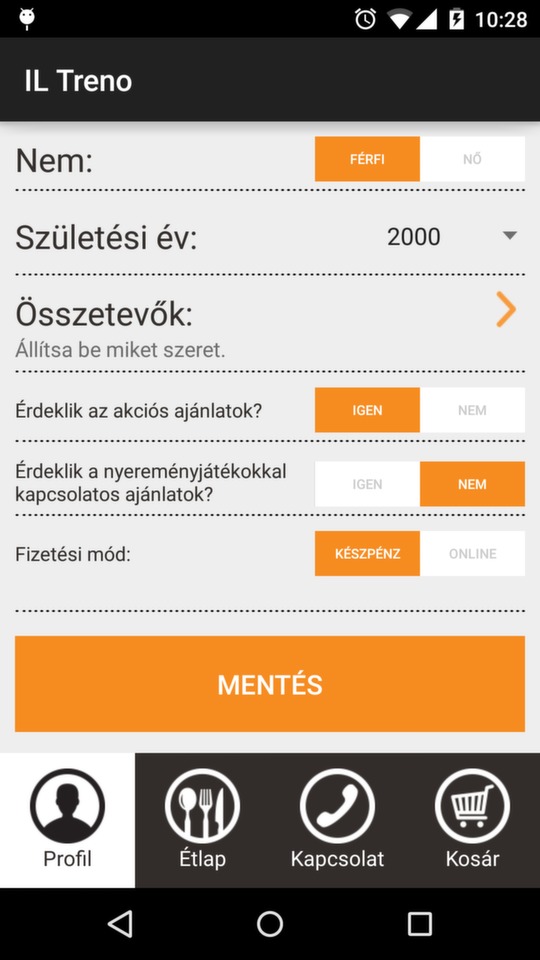 10:28
IL Treno
Nem:
FÉRFI
NŐ
Születési év:
2000
Összetevők:
Állítsa be miket szeret.
Érdeklik az akciós ajánlatok?
IGEN
NEM
Érdeklik a nyereményjátékokkal
kapcsolatos ajánlatok?
IGEN
NEM
Fizetési mód:
KÉSZPÉNZ
ONLINE
MENTÉS
Profil
Étlap
Kapcsolat
Kosár